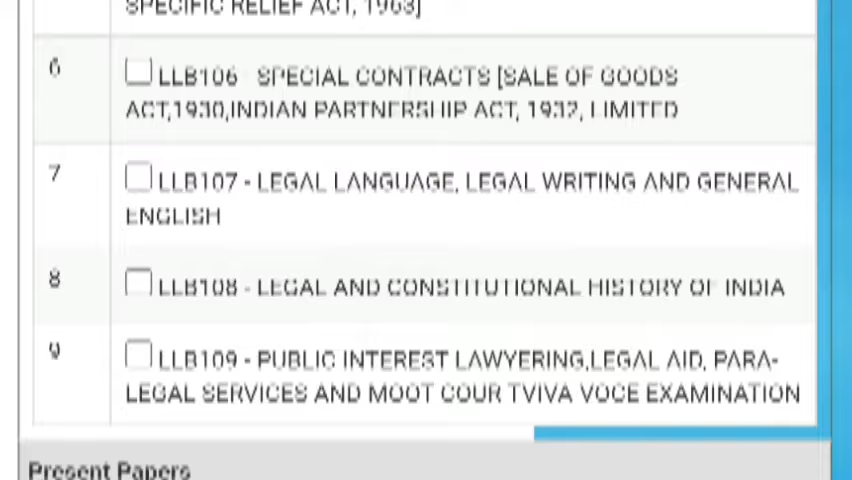 SPECIFIC RELIEF ACT, 1963]
6
LLB106 - SPECIAL CONTRACTS [SALE OF GOODS
ACT,1930,INDIAN PARTNERSHIP ACT, 1932, LIMITED
7
LLB107 - LEGAL LANGUAGE, LEGAL WRITING AND GENERAL
ENGLISH
8
LLB108 - LEGAL AND CONSTITUTIONAL HISTORY OF INDIA
9
LLB109 - PUBLIC INTEREST LAWYERING,LEGAL AID, PARA-
LEGAL SERVICES AND MOOT COUR TVIVA VOCE EXAMINATION
Present Papers